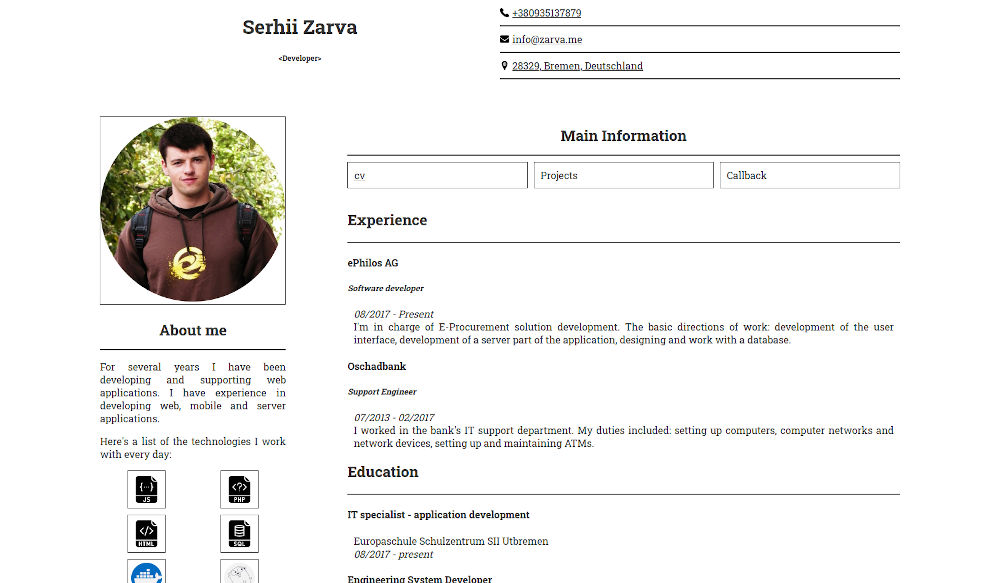 Serhii Zarva
<Developer>
+380935137879
info@zarva.me
28329, Bremen, Deutschland
About me
For several years I have been
developing and supporting web
applications. I have experience in
developing web, mobile and server
applications.
Here's a list of the technologies I work
with every day:
{···} JS
<?> PHP
</> HTML
SQL
Main Information
cv
Projects
Callback
Experience
ePhilos AG
Software developer
08/2017 - Present
I'm in charge of E-Procurement solution development. The basic directions of work: development of the user
interface, development of a server part of the application, designing and work with a database.
Oschadbank
Support Engineer
07/2013 - 02/2017
I worked in the bank's IT support department. My duties included: setting up computers, computer networks and
network devices, setting up and maintaining ATMs.
Education
IT specialist - application development
Europaschule Schulzentrum SII Utbremen
08/2017 - present
Engineering System Developer